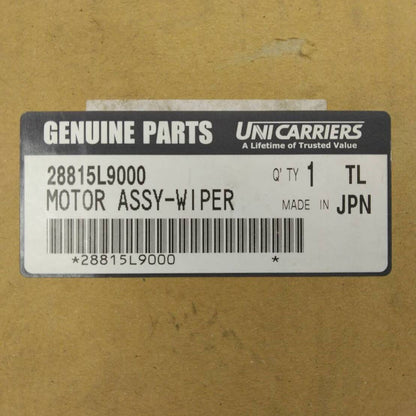 GENUINE PARTS UNICARRIERS
A Lifetime of Trusted Value
28815L9000 Q'TY 1 TL
MOTOR ASSY-WIPER MADE IN JPN
*28815L9000 *